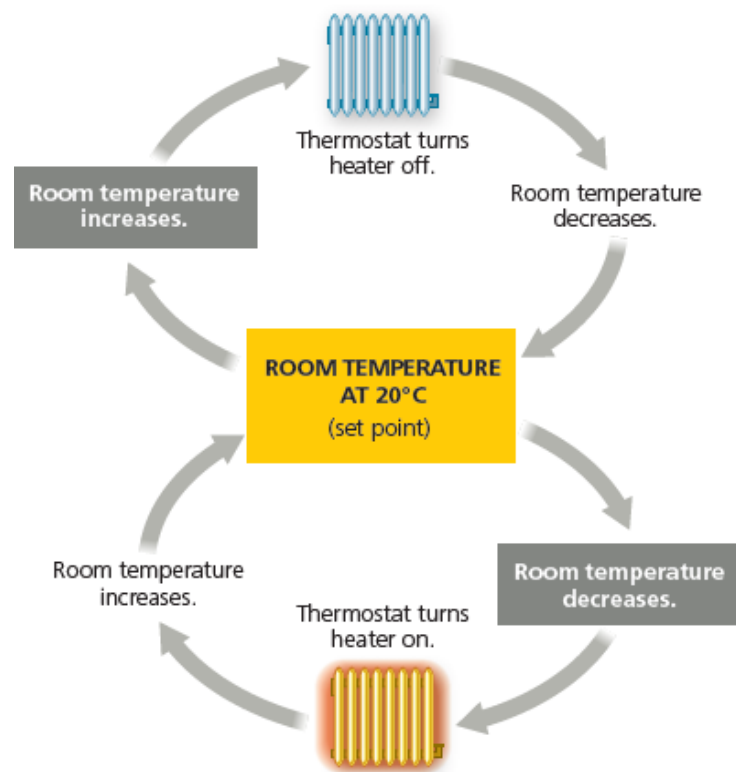 Thermostat turns
heater off.
Room temperature
increases.
Room temperature
decreases.
ROOM TEMPERATURE
AT 20°C
(set point)
Room temperature
increases.
Room temperature
decreases.
Thermostat turns
heater on.